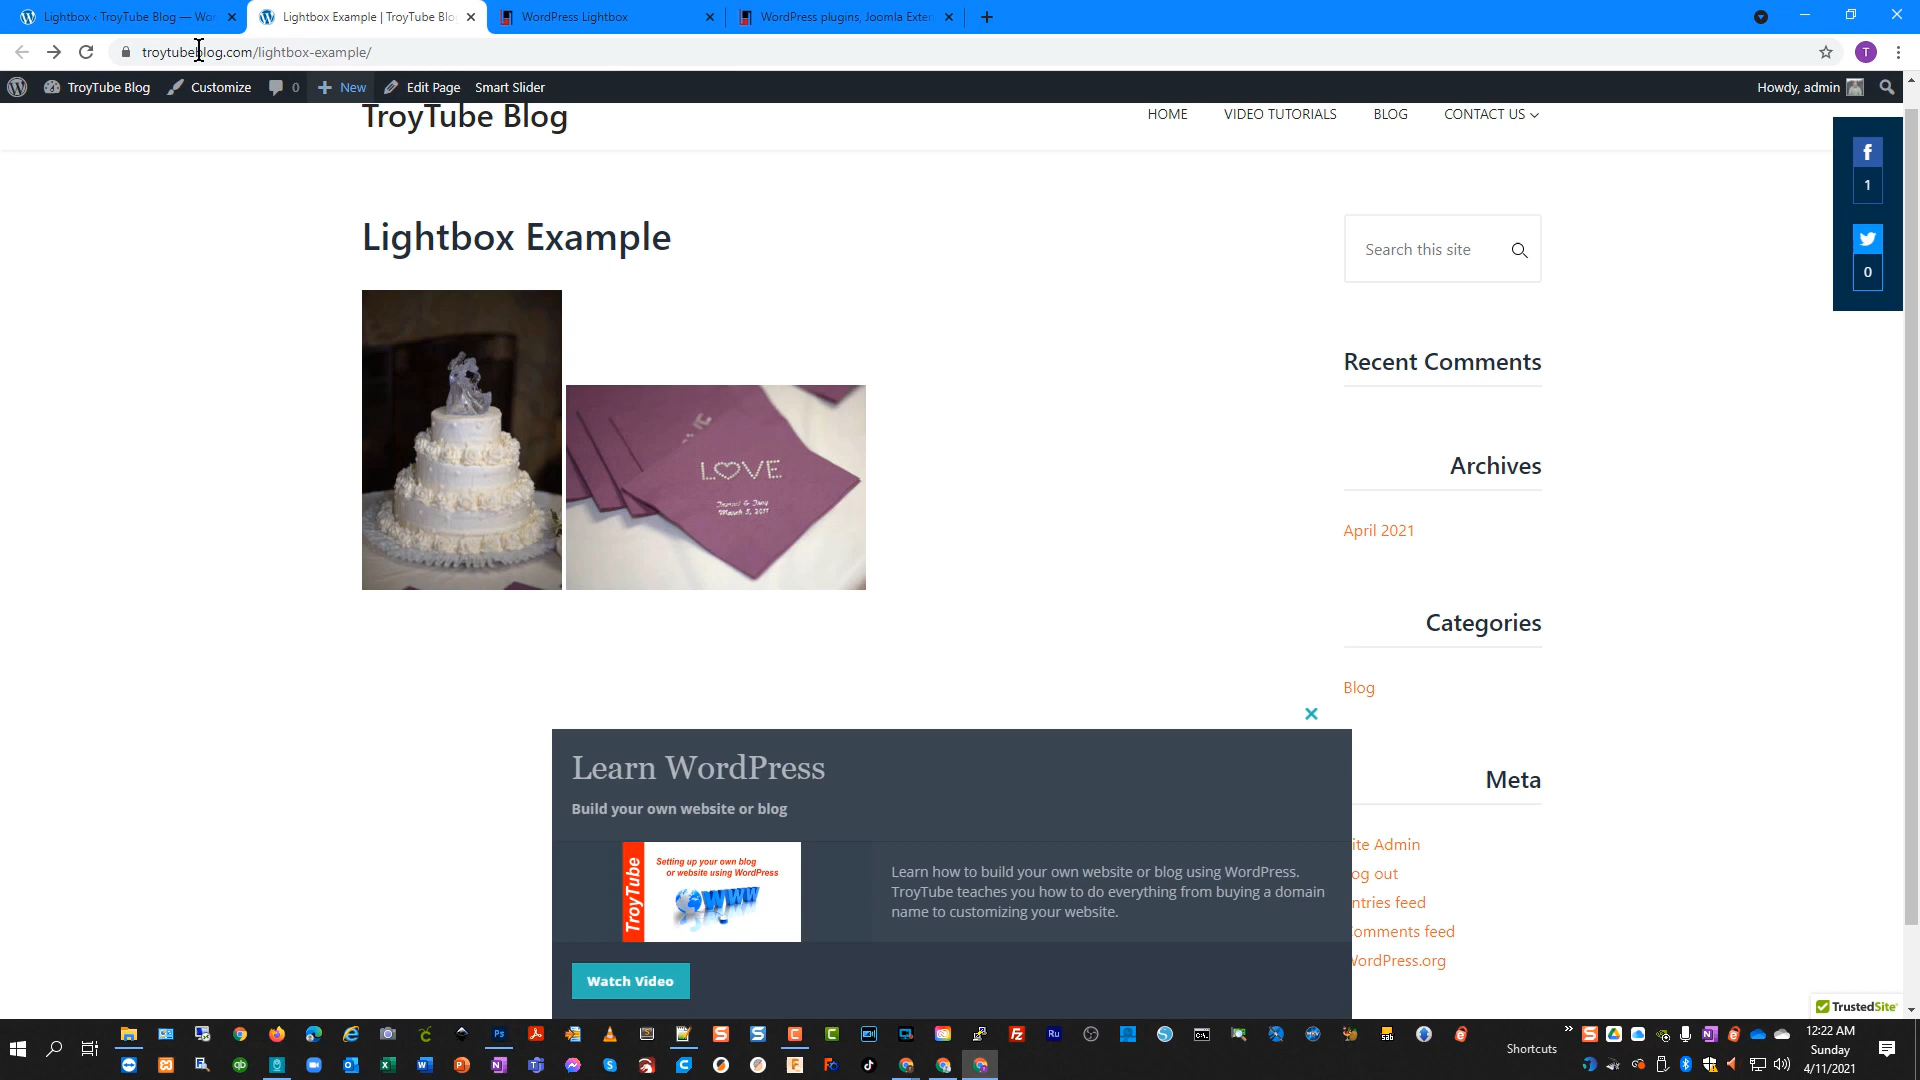 Lightbox ‹ TroyTube Blog — Wor
Lightbox Example | TroyTube Blo
WordPress Lightbox
WordPress plugins, Joomla Exten
troytubeblog.com/lightbox-example/
T
TroyTube Blog
Customize
0
New
Edit Page
Smart Slider
Howdy, admin
TroyTube Blog
HOME
VIDEO TUTORIALS
BLOG
CONTACT US
f
1
0
Lightbox Example
Search this site
LOVE
March 5, 2011
Recent Comments
Archives
April 2021
Categories
Blog
Meta
ite Admin
og out
ntries feed
omments feed
WordPress.org
Learn WordPress
Build your own website or blog
TroyTube
Setting up your own blog
or website using WordPress
WWW
Learn how to build your own website or blog using WordPress.
TroyTube teaches you how to do everything from buying a domain
name to customizing your website.
Watch Video
TrustedSite
Shortcuts
12:22 AM
Sunday
4/11/2021